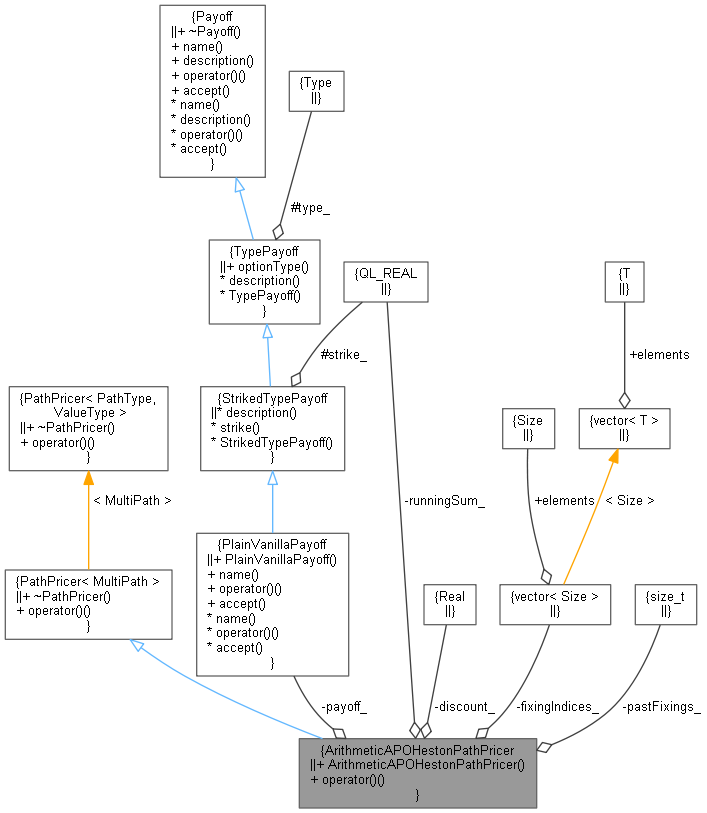 {Payoff
||+ ~Payoff()
+ name()
+ description()
+ operator()()
+ accept()
* name()
* description()
* operator()()
* accept()
}
{Type
||}
#type_
{TypePayoff
||+ optionType()
* description()
* TypePayoff()
}
{QL_REAL
||}
{T
||}
#strike_
+elements
{PathPricer< PathType,
ValueType >
||+ ~PathPricer()
+ operator()()
}
{StrikedTypePayoff
||* description()
* strike()
* StrikedTypePayoff()
}
{Size
||}
{vector< T >
||}
< MultiPath >
-runningSum_
+elements
< Size >
{PlainVanillaPayoff
||+ PlainVanillaPayoff()
+ name()
+ operator()()
+ accept()
* name()
* operator()()
* accept()
}
{PathPricer< MultiPath >
||+ ~PathPricer()
+ operator()()
}
{Real
||}
{vector< Size >
||}
{size_t
||}
-payoff_
-discount_
-fixingIndices_
-pastFixings_
{ArithmeticAPOHestonPathPricer
||+ ArithmeticAPOHestonPathPricer()
+ operator()()
}